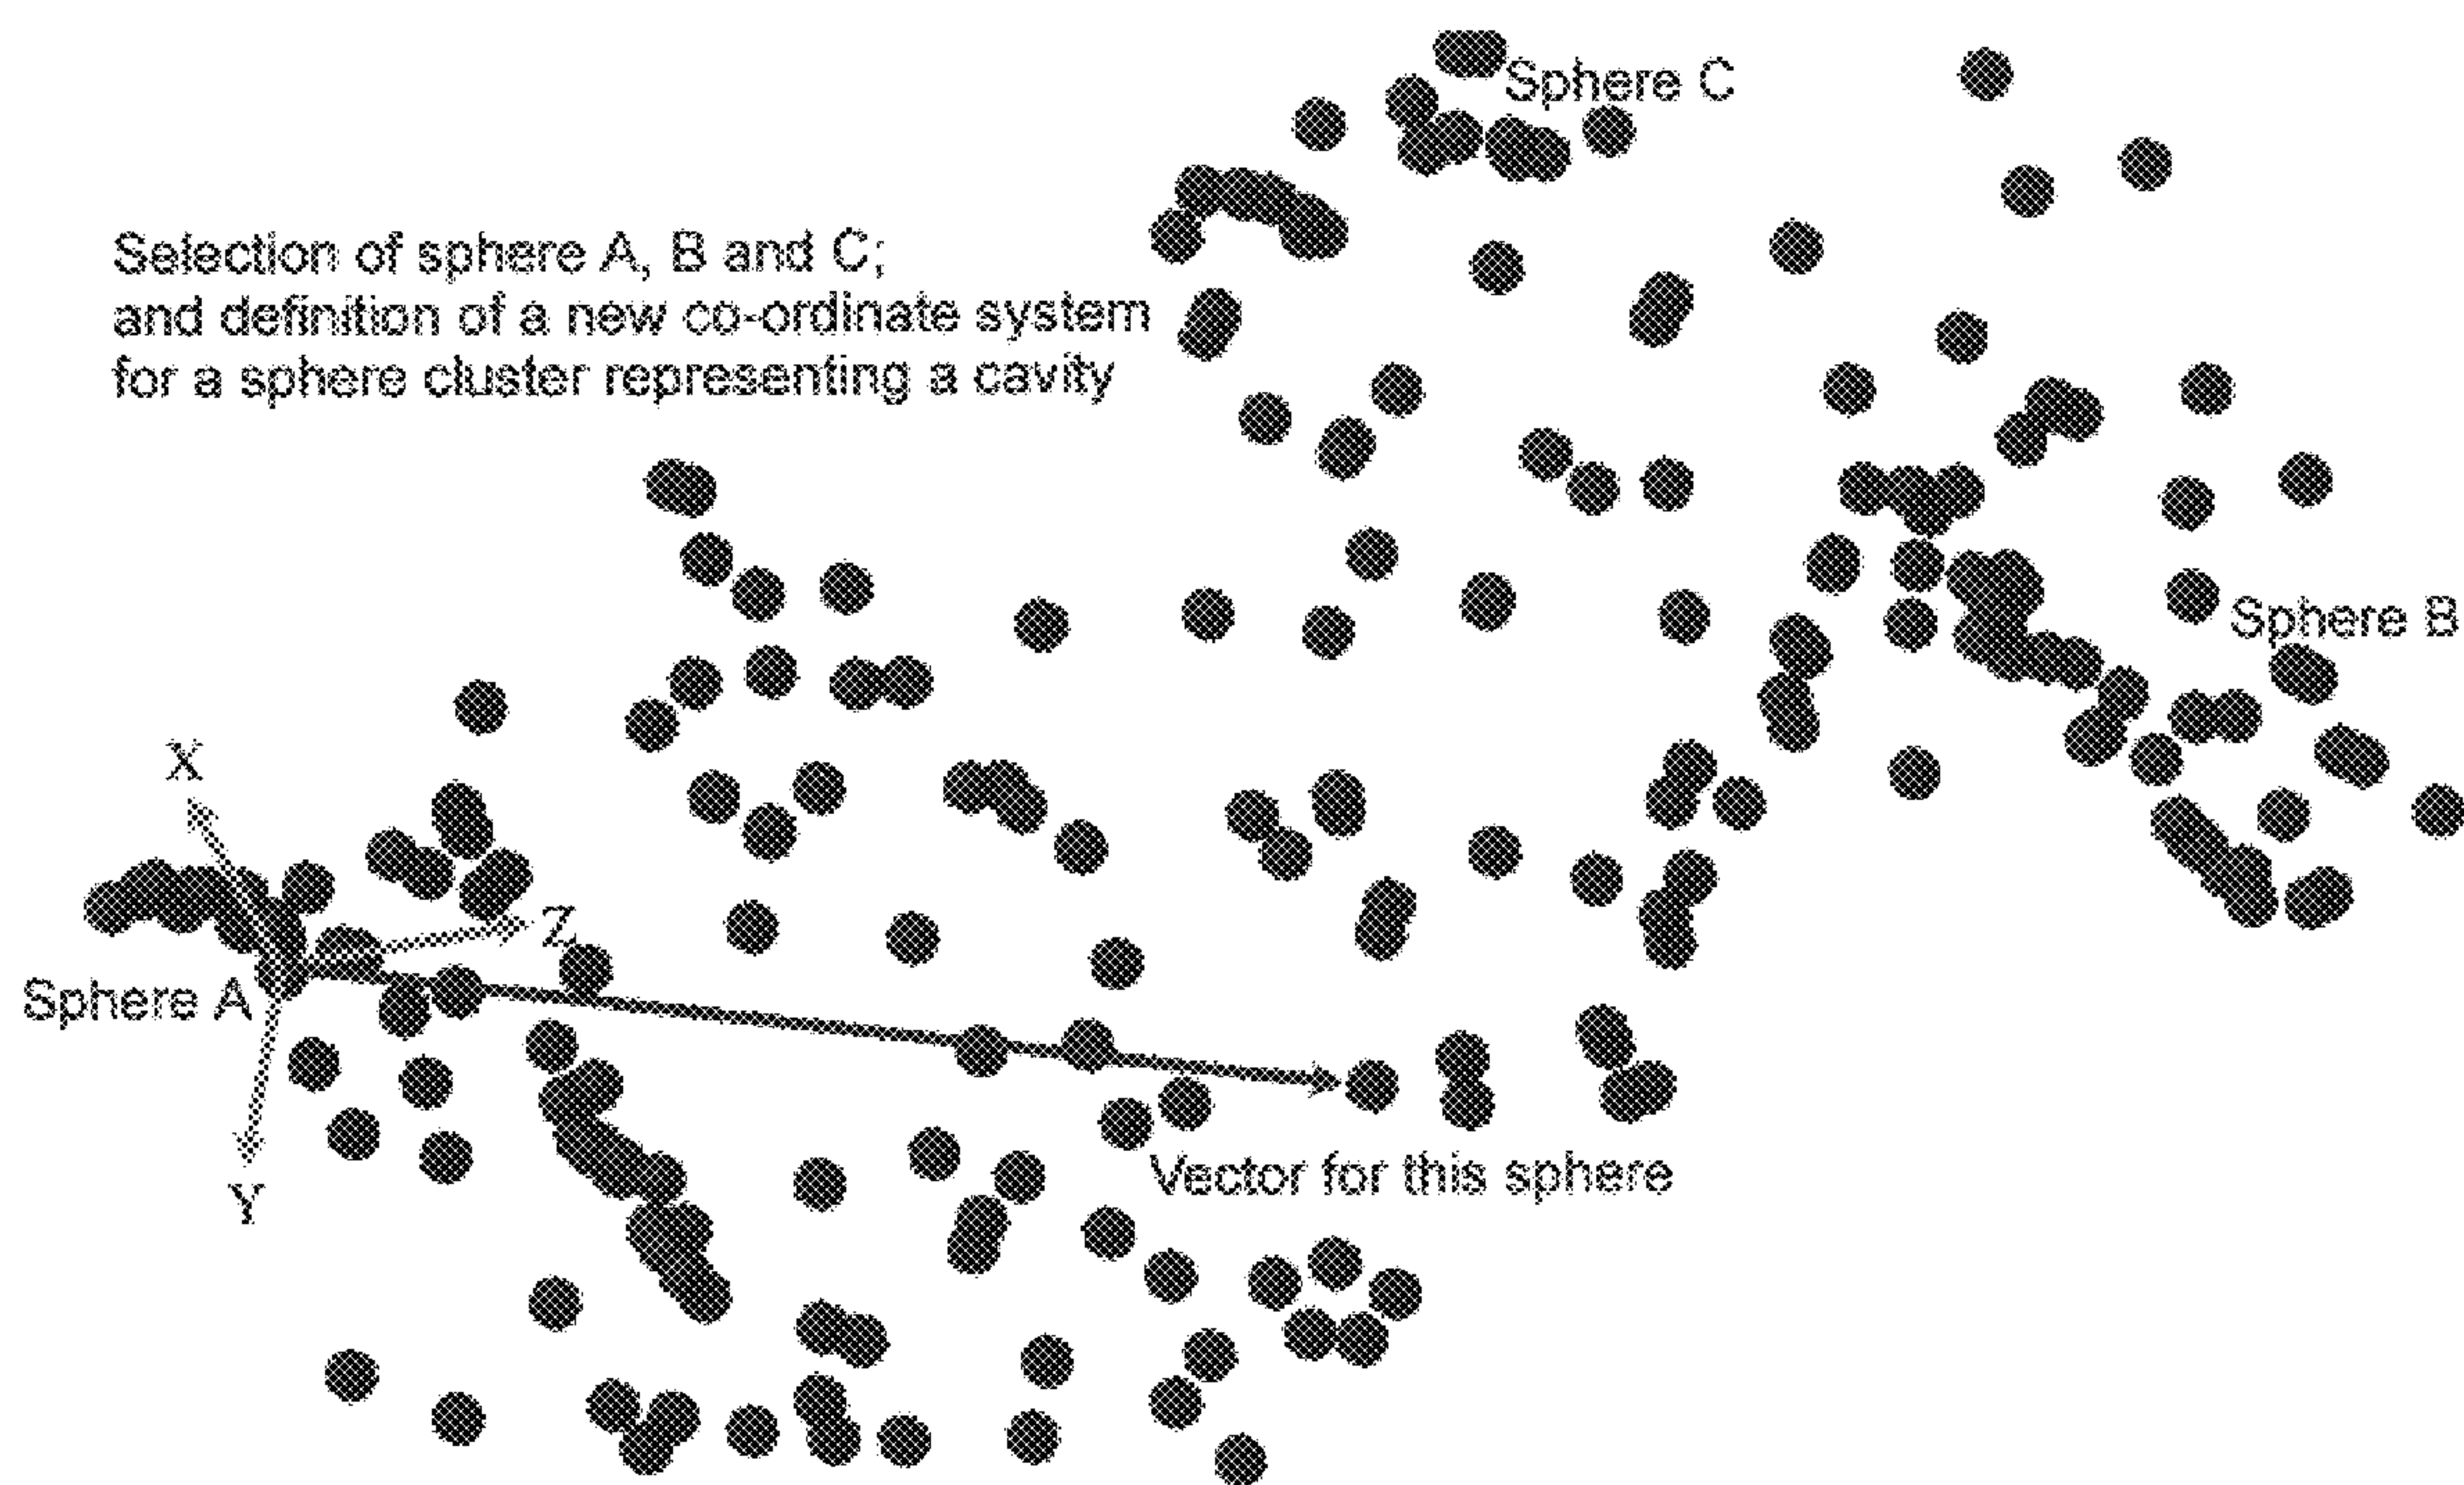 Sphere C
Selection of sphere A, B and C;
and definition of a new co-ordinate system
for a sphere cluster representing a cavity
Sphere B
X
Z
Sphere A
Vector for this sphere
Y